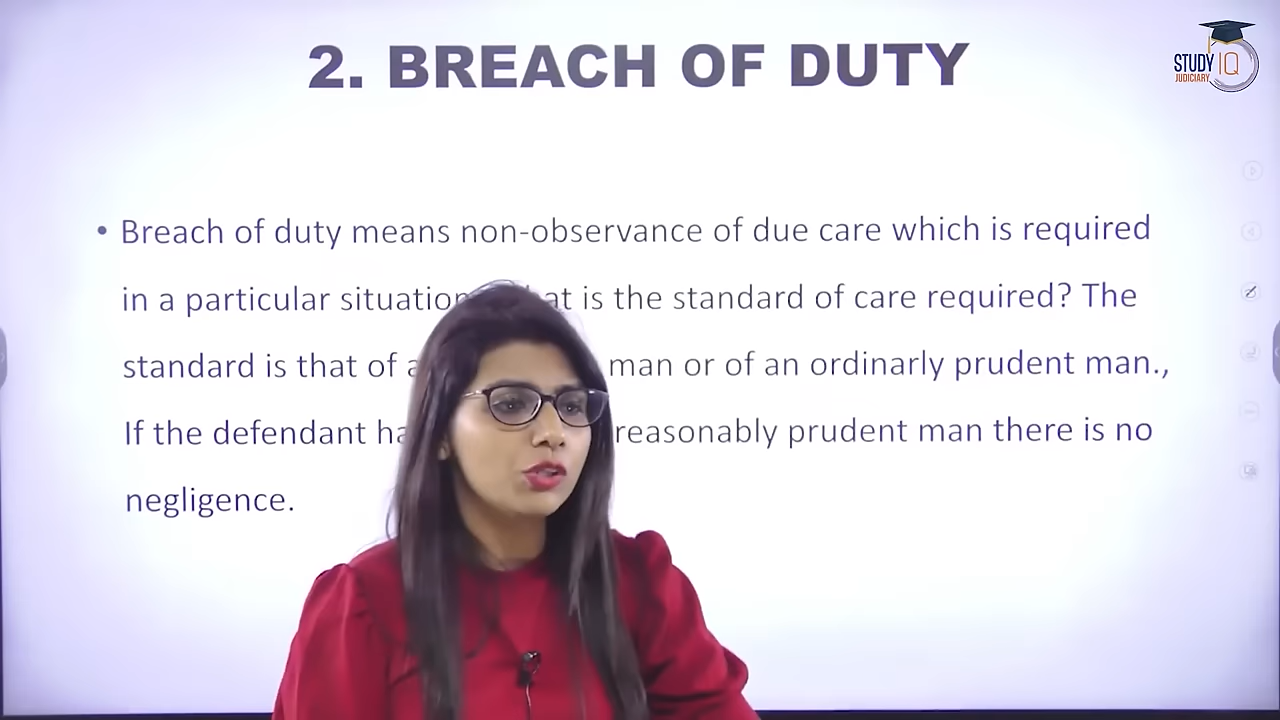 2. BREACH OF DUTY
STUDY IQ
JUDICIARY
• Breach of duty means non-observance of due care which is required
in a particular situation at is the standard of care required? The
standard is that of a man or of an ordinarly prudent man.,
If the defendant ha reasonably prudent man there is no
negligence.